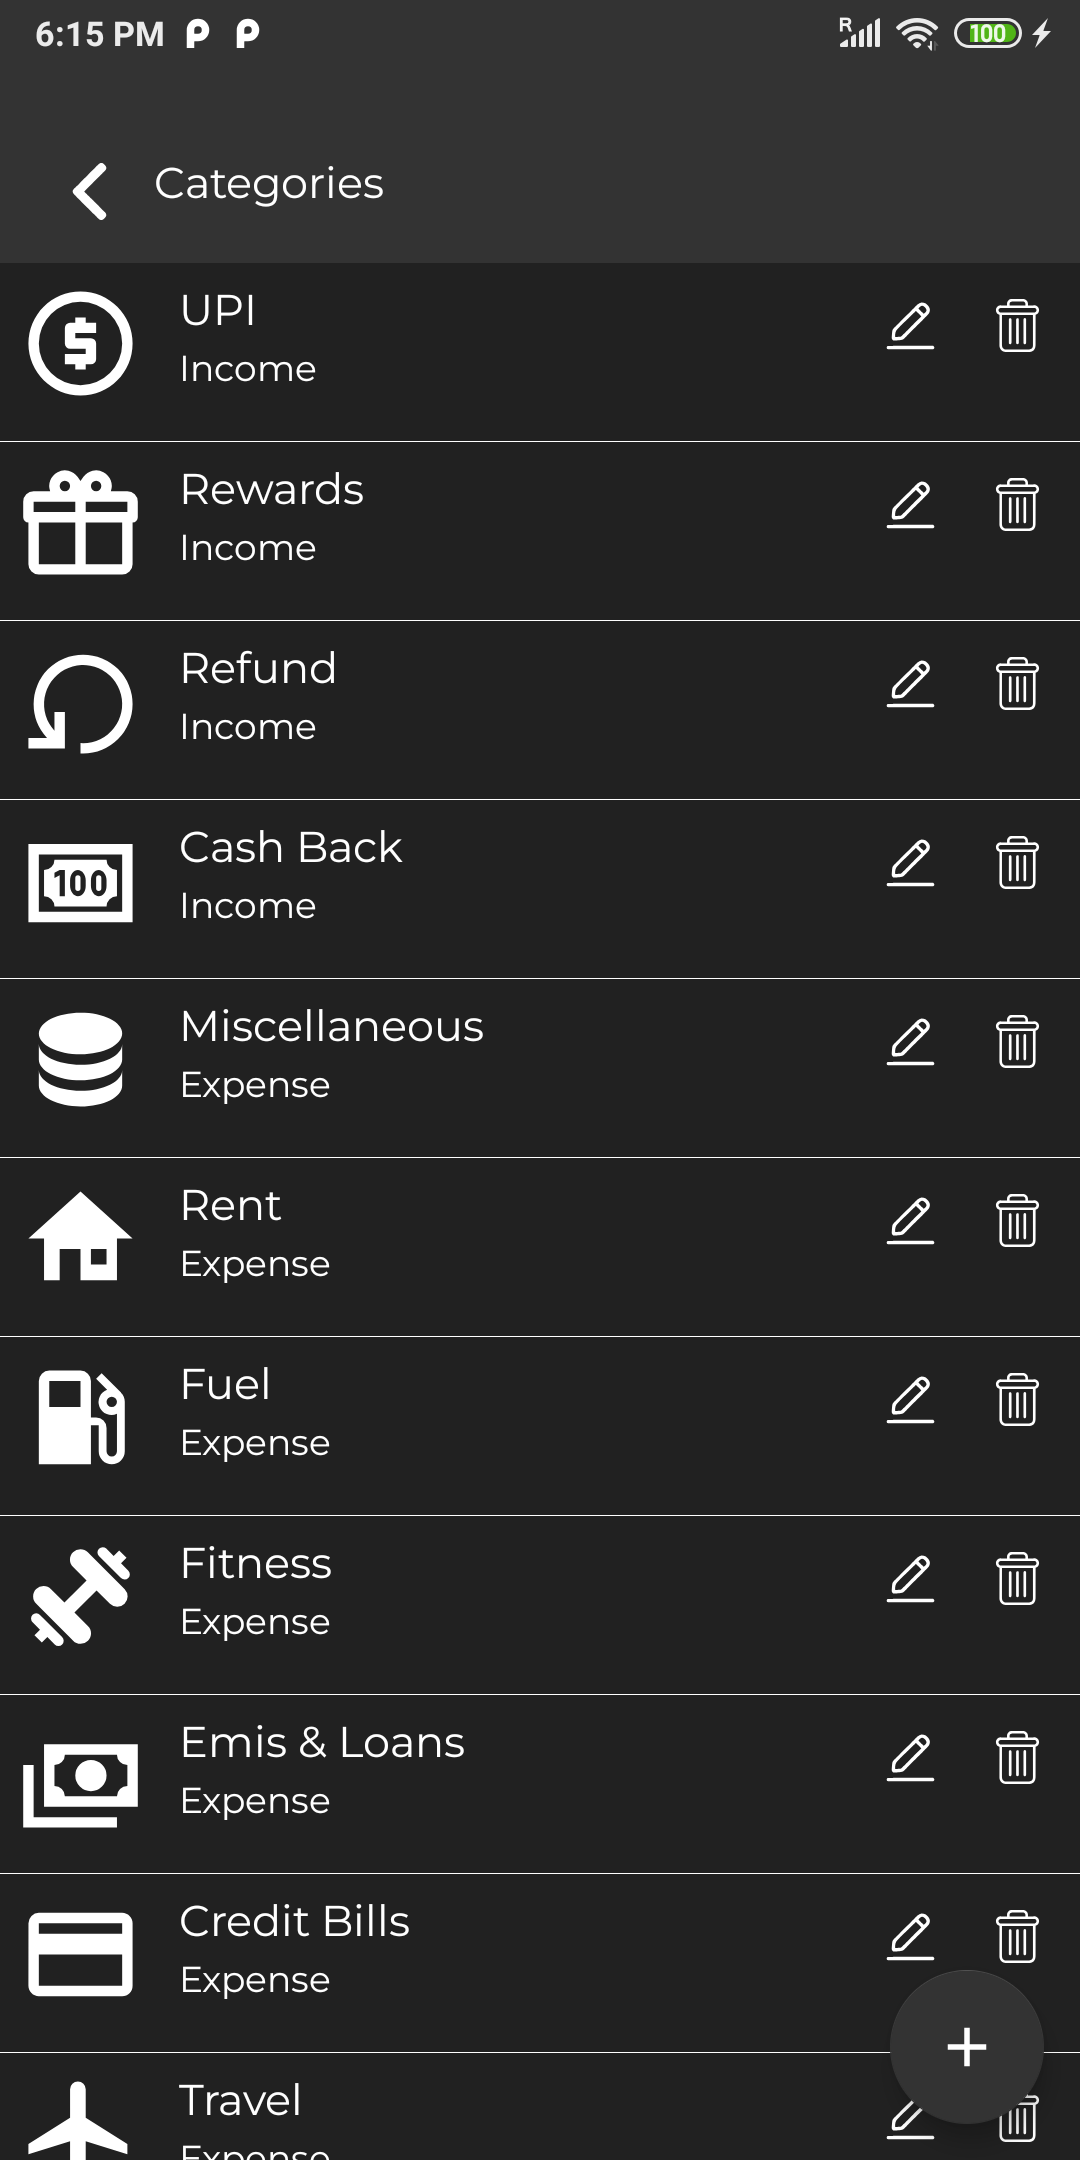 6:15 PM
R
100
Categories
UPI
Income
Rewards
Income
Refund
Income
100
Cash Back
Income
Miscellaneous
Expense
Rent
Expense
Fuel
Expense
Fitness
Expense
Emis & Loans
Expense
Credit Bills
Expense
Travel
Expense